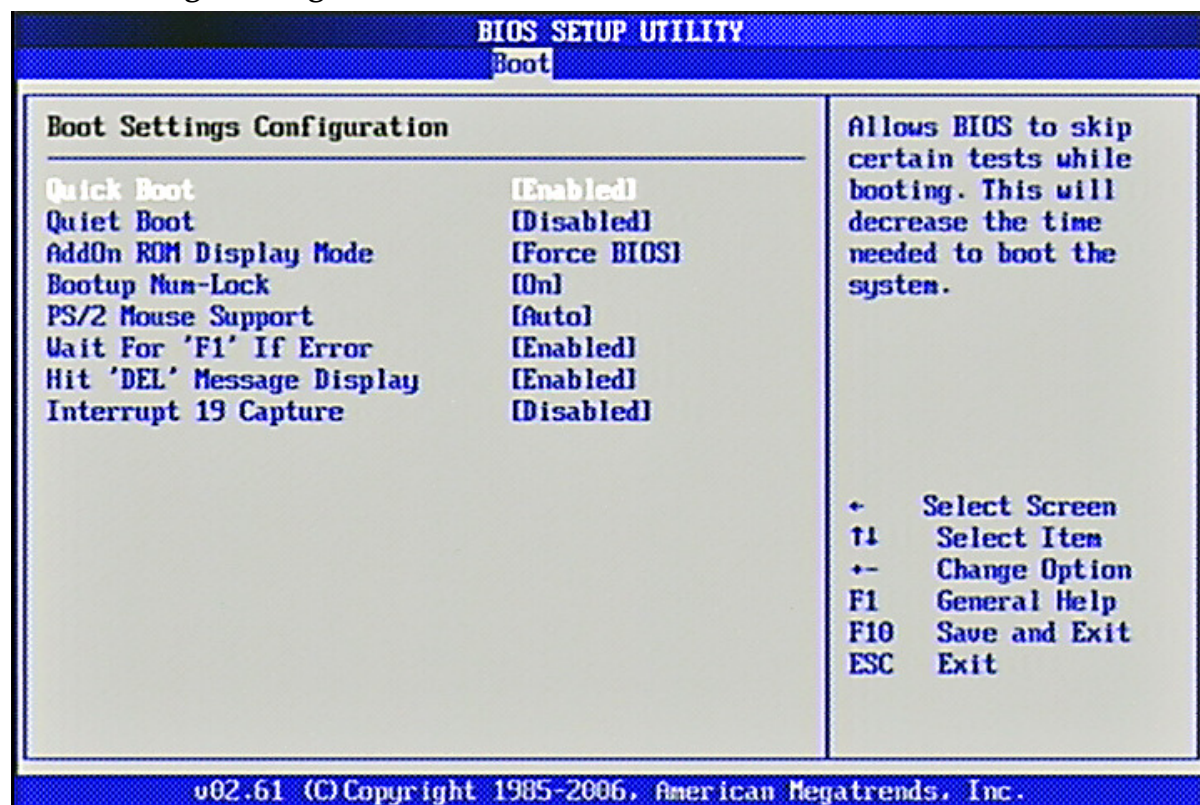 BIOS SETUP UTILITY
Boot
Boot Settings Configuration
Quick Boot [Enabled]
Quiet Boot [Disabled]
AddOn ROM Display Mode [Force BIOS]
Bootup Num-Lock [On]
PS/2 Mouse Support [Auto]
Wait For 'F1' If Error [Enabled]
Hit 'DEL' Message Display [Enabled]
Interrupt 19 Capture [Disabled]
Allows BIOS to skip
certain tests while
booting. This will
decrease the time
needed to boot the
system.
← Select Screen
↑↓ Select Item
+- Change Option
F1 General Help
F10 Save and Exit
ESC Exit
v02.61 (C)Copyright 1985-2006, American Megatrends, Inc.